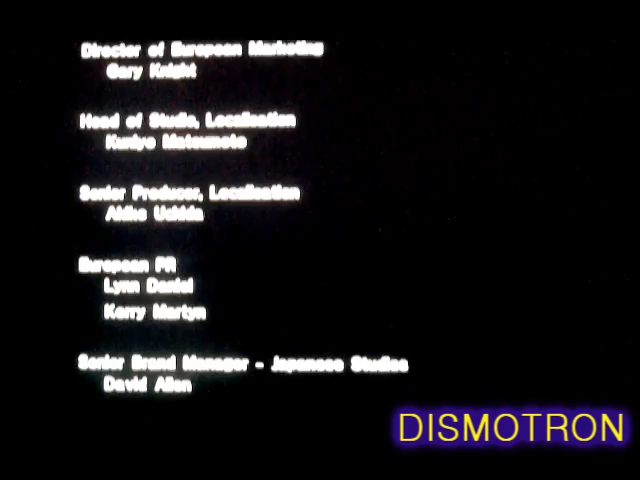 Director of European Marketing
Gary Knight
Head of Studio, Localisation
Kuniyo Matsumoto
Senior Producer, Localisation
Akiko Uchida
European PR
Lynn Daniel
Kerry Martyn
Senior Brand Manager - Japanese Studios
David Allen
DISMOTRON